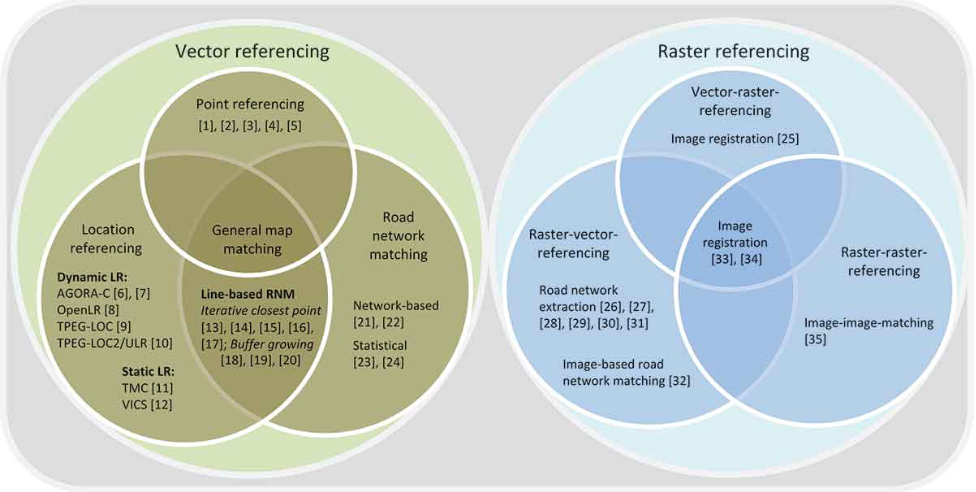 Vector referencing
Point referencing
[1], [2], [3], [4], [5]
Location
referencing
Dynamic LR:
AGORA-C [6], [7]
OpenLR [8]
TPEG-LOC [9]
TPEG-LOC2/ULR [10]
Static LR:
TMC [11]
VICS [12]
General map
matching
Line-based RNM
Iterative closest point
[13], [14], [15], [16],
[17]; Buffer growing
[18], [19], [20]
Road
network
matching
Network-based
[21], [22]
Statistical
[23], [24]
Raster referencing
Vector-raster-
referencing
Image registration [25]
Raster-vector-
referencing
Road network
extraction [26], [27],
[28], [29], [30], [31]
Image-based road
network matching [32]
Image
registration
[33], [34]
Raster-raster-
referencing
Image-image-matching
[35]